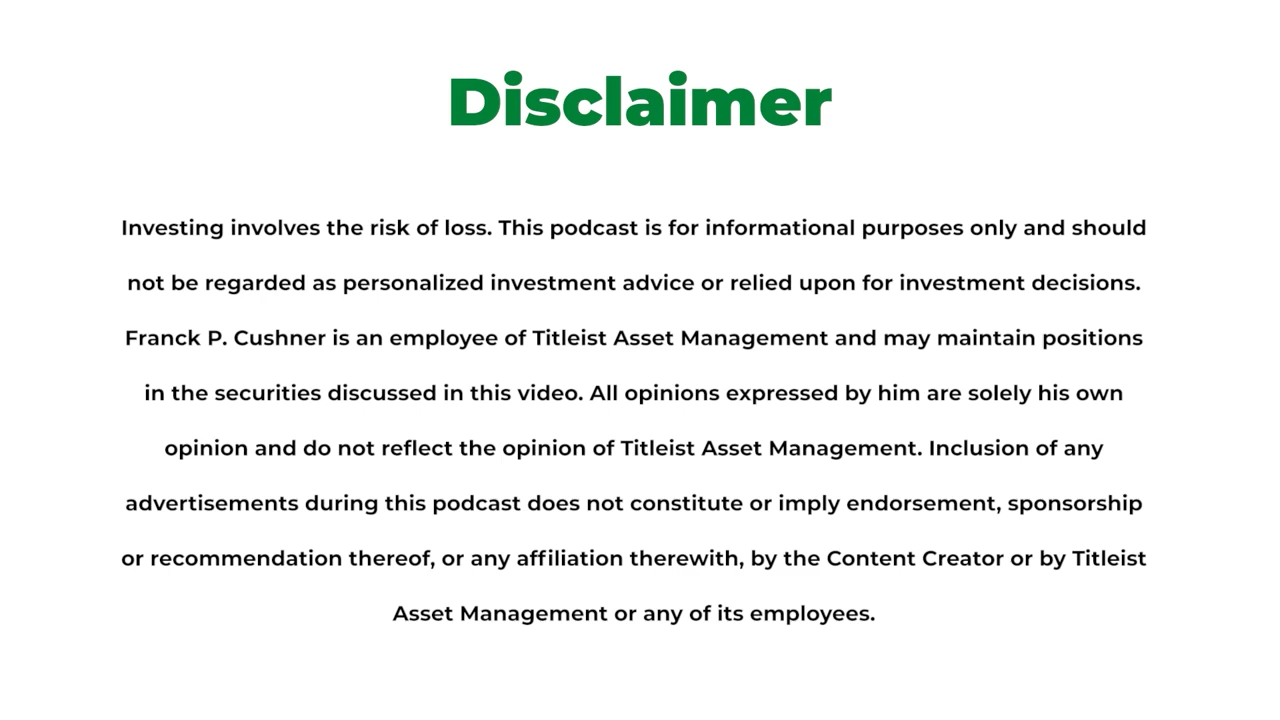 Disclaimer
Investing involves the risk of loss. This podcast is for informational purposes only and should
not be regarded as personalized investment advice or relied upon for investment decisions.
Franck P. Cushner is an employee of Titleist Asset Management and may maintain positions
in the securities discussed in this video. All opinions expressed by him are solely his own
opinion and do not reflect the opinion of Titleist Asset Management. Inclusion of any
advertisements during this podcast does not constitute or imply endorsement, sponsorship
or recommendation thereof, or any affiliation therewith, by the Content Creator or by Titleist
Asset Management or any of its employees.